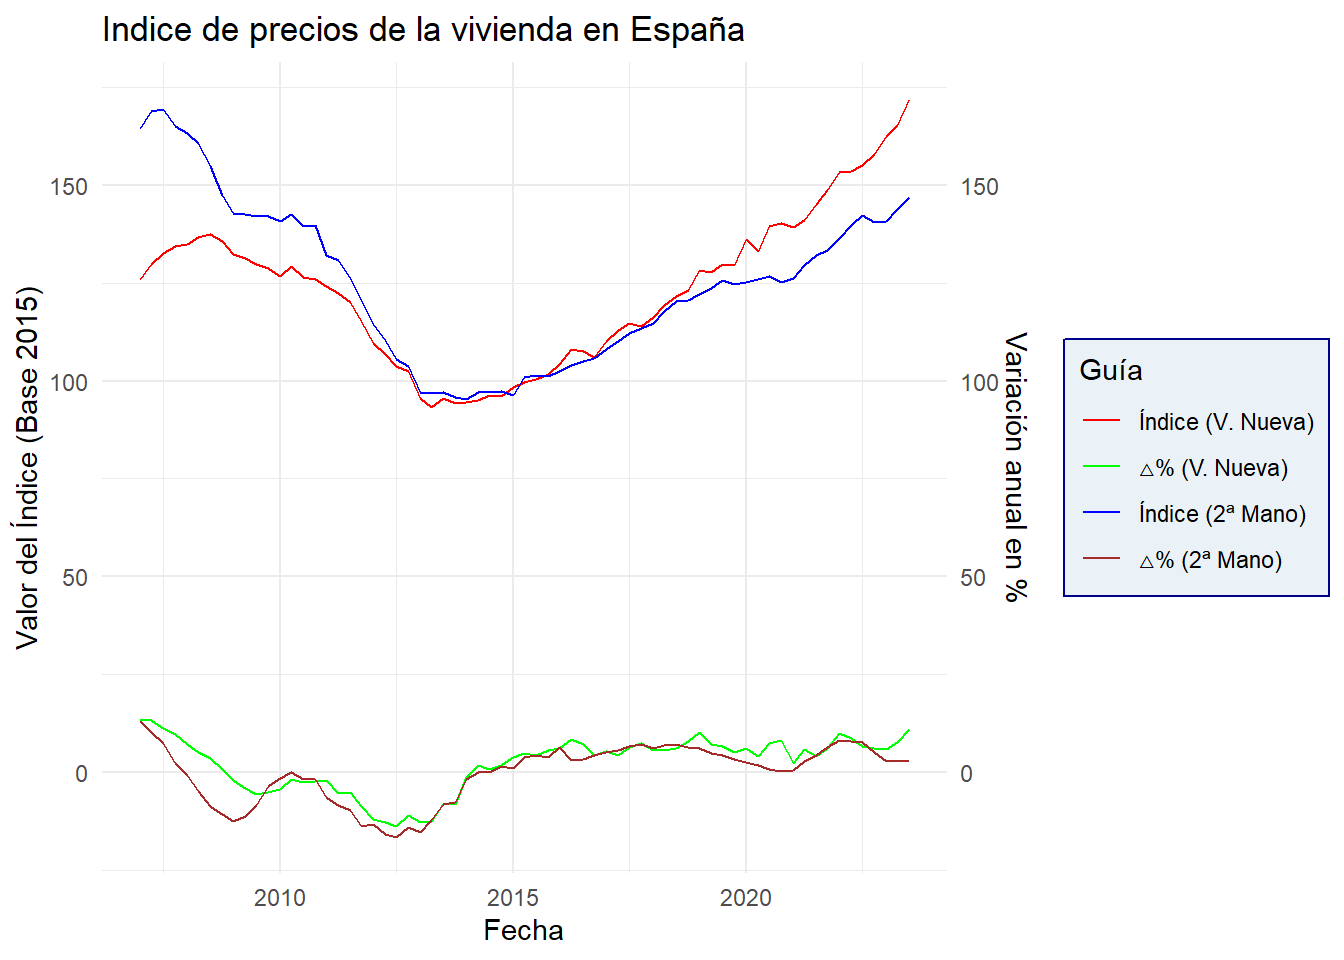 Indice de precios de la vivienda en España
Valor del Índice (Base 2015)
150
100
50
0
150
100
50
0
Variación anual en %
2010
2015
2020
Fecha
Guía
Índice (V. Nueva)
△% (V. Nueva)
Índice (2ª Mano)
△% (2ª Mano)